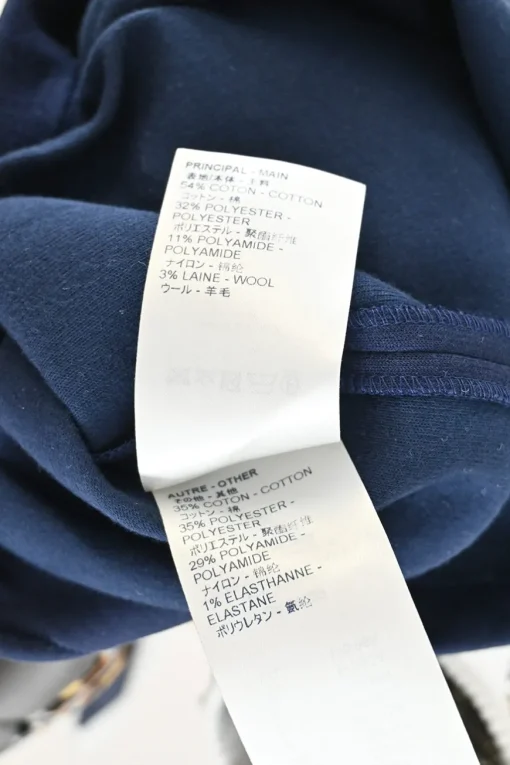 PRINCIPAL - MAIN
表地/本体 - 主料
54% COTON - COTTON
コットン - 棉
32% POLYESTER -
POLYESTER
ポリエステル - 聚酯纤维
11% POLYAMIDE -
POLYAMIDE
ナイロン - 锦纶
3% LAINE - WOOL
ウール - 羊毛
AUTRE - OTHER
その他 - 其他
35% COTON - COTTON
コットン - 棉
35% POLYESTER -
POLYESTER
ポリエステル - 聚酯纤维
29% POLYAMIDE -
POLYAMIDE
ナイロン - 锦纶
1% ELASTHANNE -
ELASTANE
ポリウレタン - 氨纶